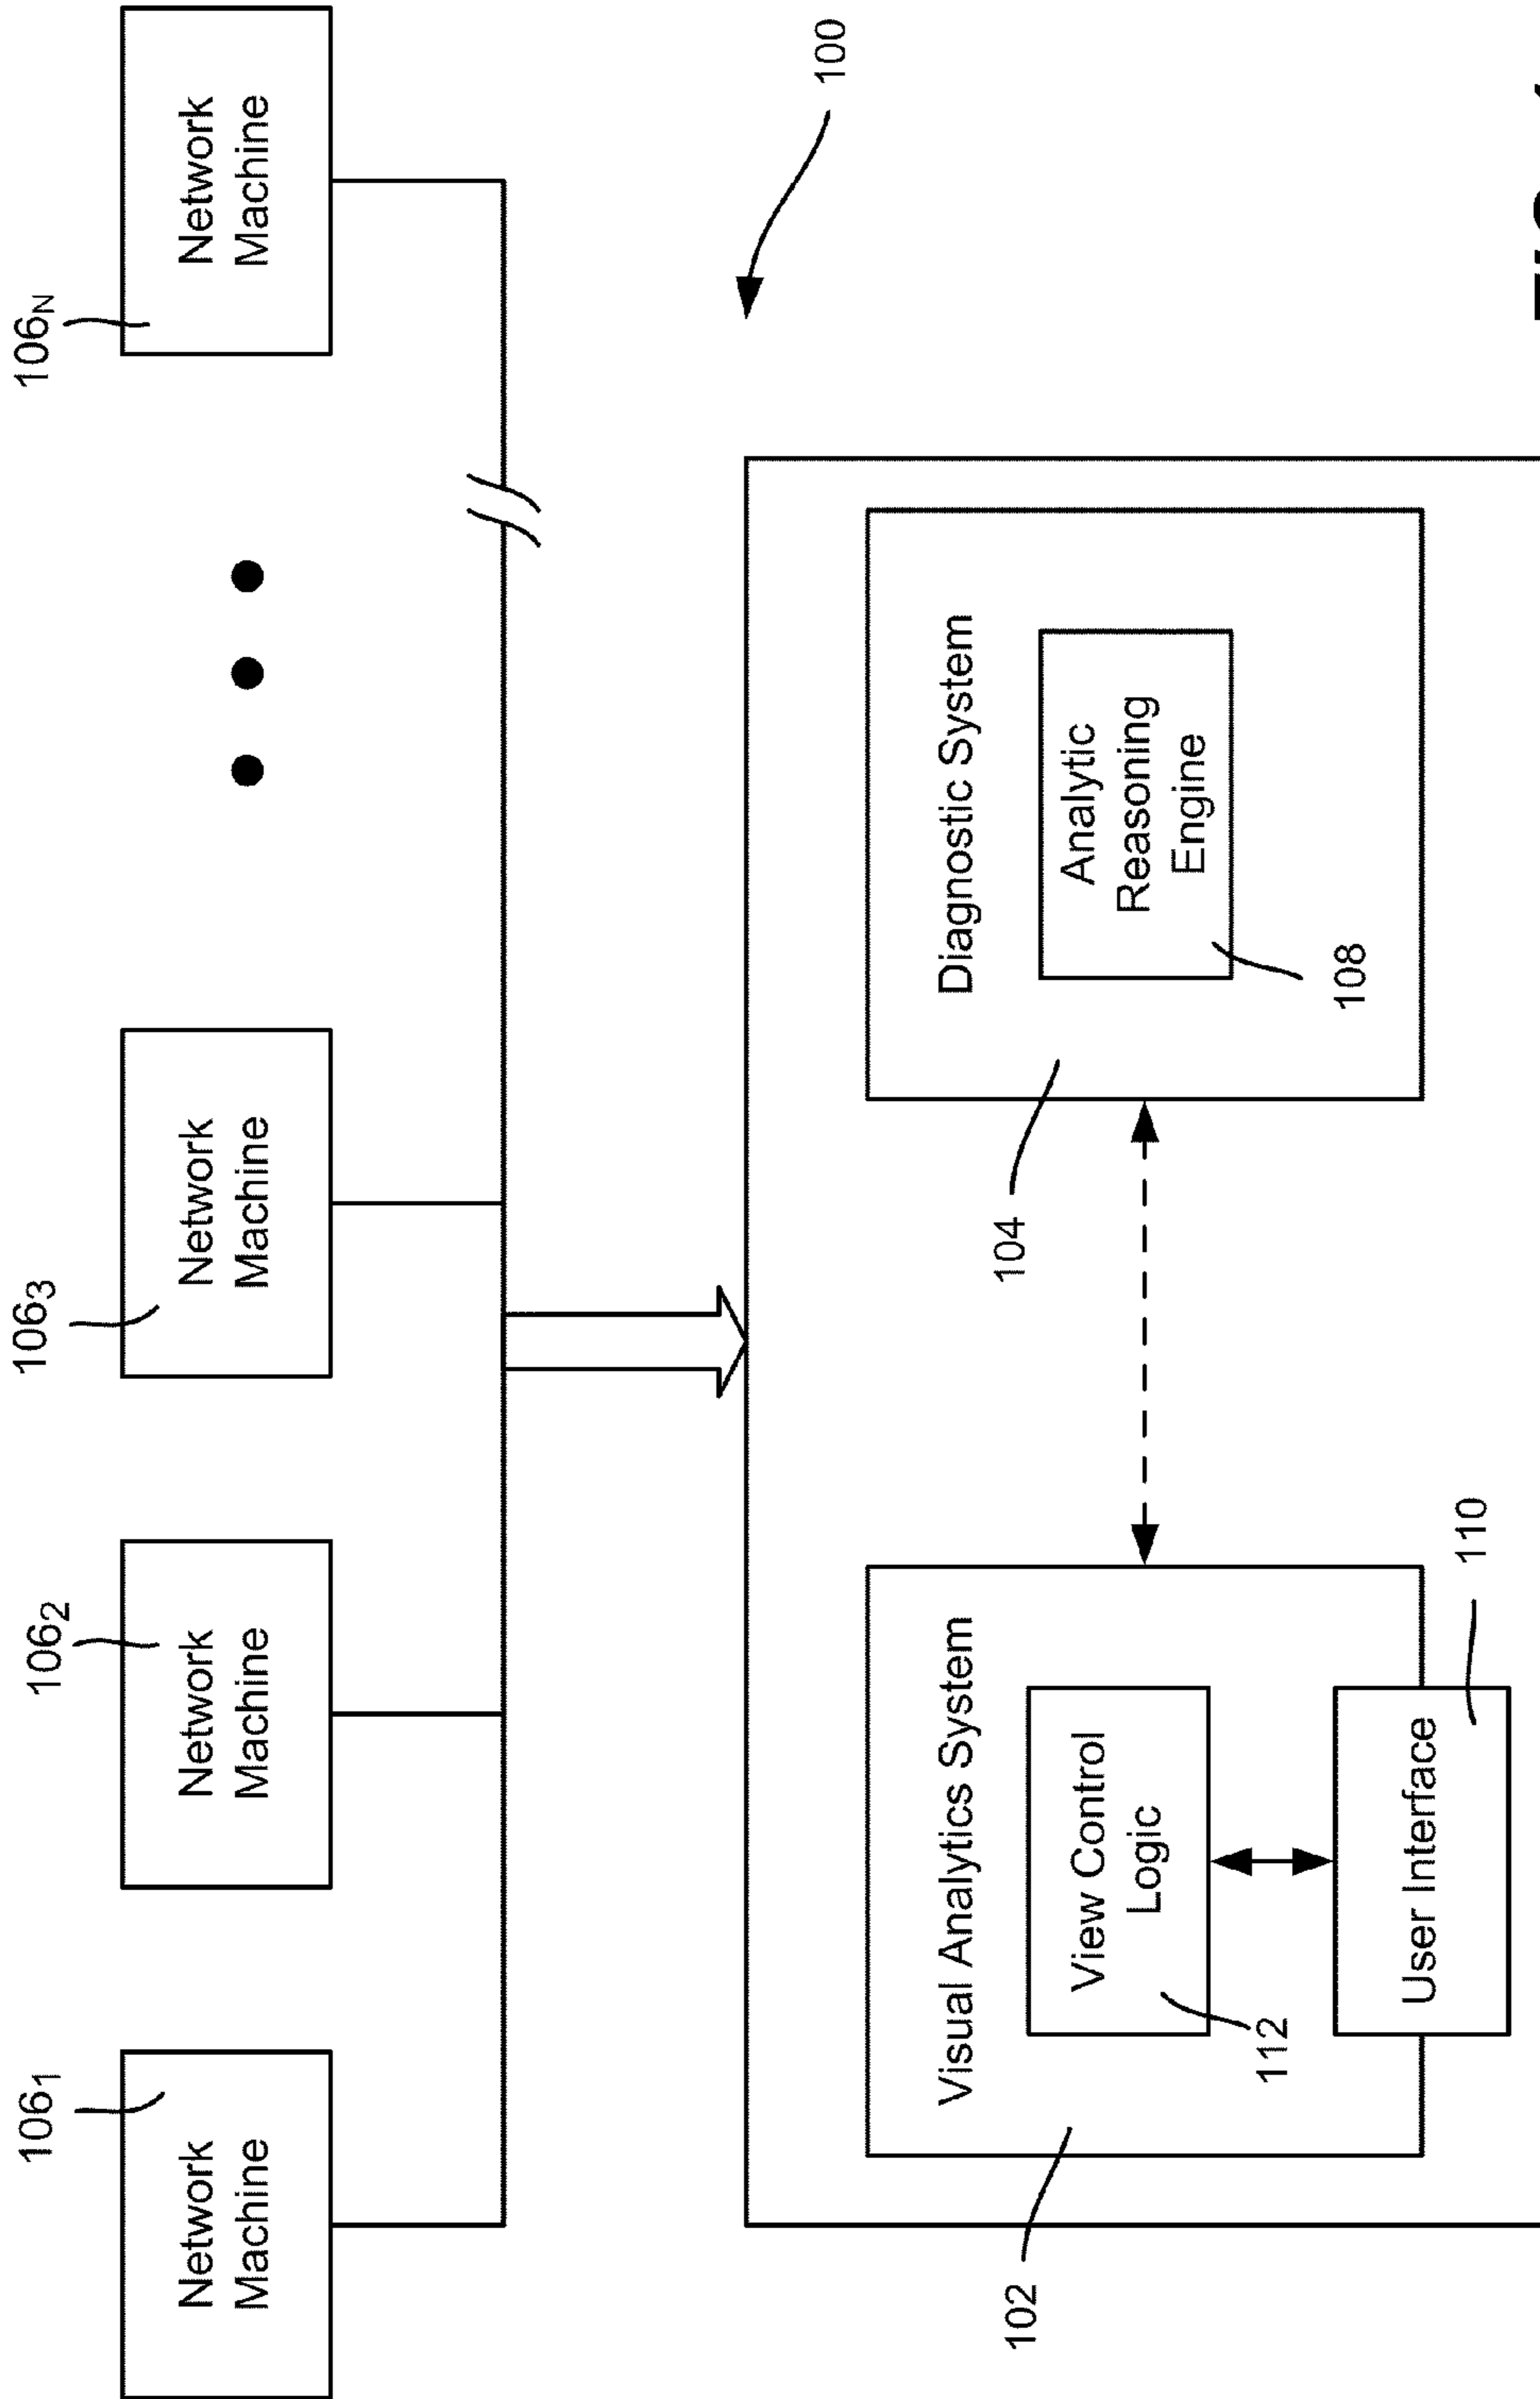 106₁
Network
Machine
106₂
Network
Machine
106₃
Network
Machine
106N
Network
Machine
100
Visual Analytics System
View Control
Logic
112
102
User Interface
110
Diagnostic System
Analytic
Reasoning
Engine
108
104